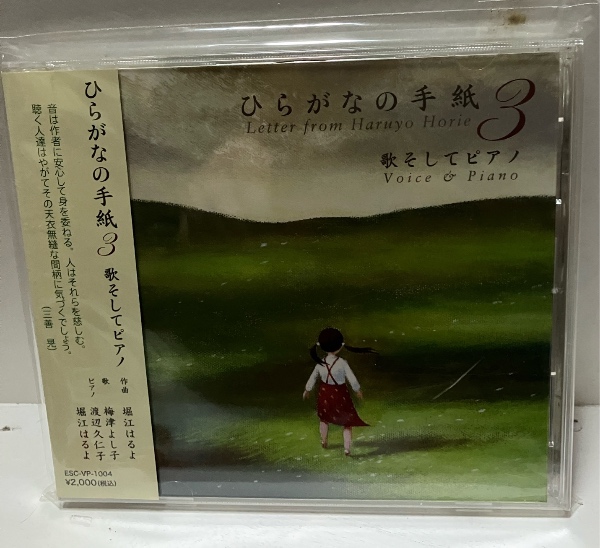 ひらがなの手紙3
Letter from Haruyo Horie
歌そしてピアノ
Voice & Piano
ひらがなの手紙3 歌そしてピアノ
音は作者に安心して身を委ねる。人はそれらを慈しむ。
聴く人達はやがてその天衣無縫な間柄に気づくでしょう。
(三善 晃)
作曲 堀江はるよ
歌 梅津よし子
渡辺久仁子
ピアノ 堀江はるよ
ESC-VP-1004
¥2,000(税込)